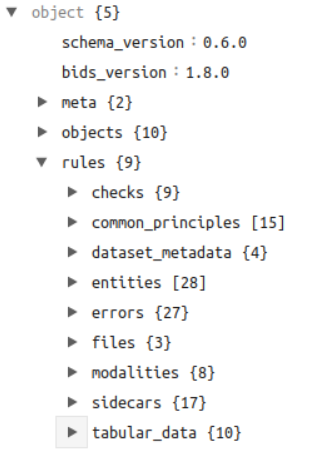 object {5}
schema_version : 0.6.0
bids_version : 1.8.0
meta {2}
objects {10}
rules {9}
checks {9}
common_principles [15]
dataset_metadata {4}
entities [28]
errors {27}
files {3}
modalities {8}
sidecars {17}
tabular_data {10}